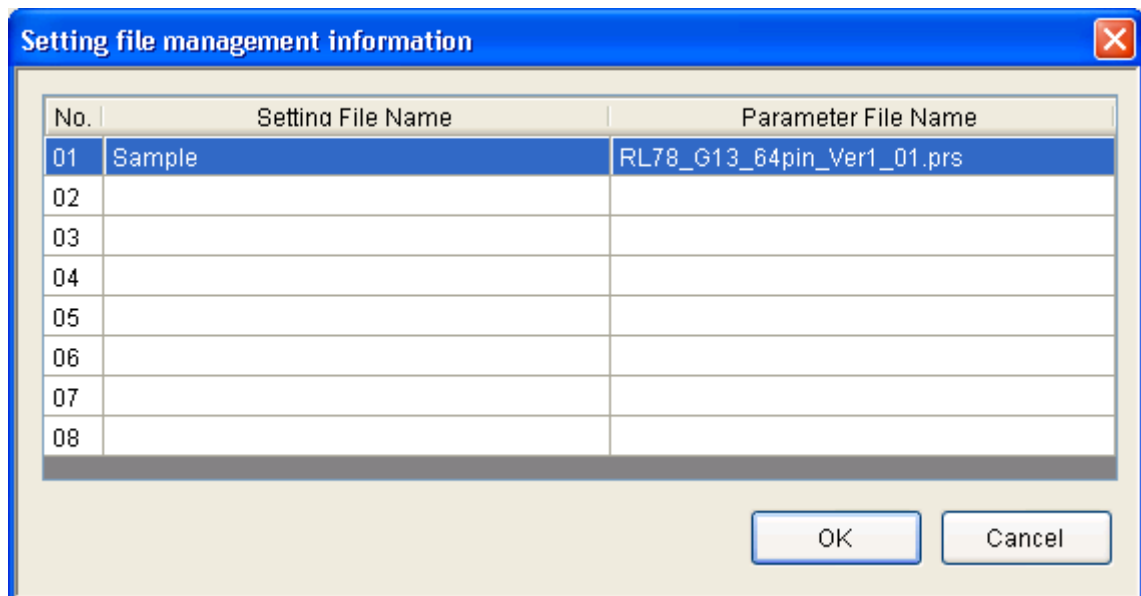 Setting file management information
No. Setting File Name Parameter File Name
01 Sample RL78_G13_64pin_Ver1_01.prs
02
03
04
05
06
07
08
OK Cancel